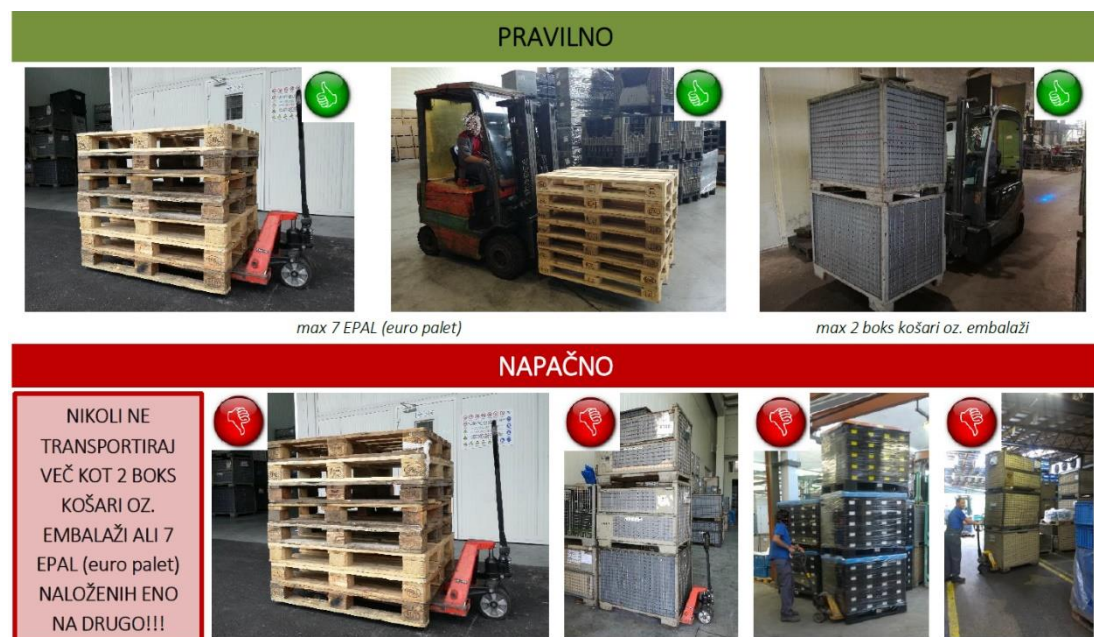 PRAVILNO
max 7 EPAL (euro palet)
max 2 boks košari oz. embalaži
NAPAČNO
NIKOLI NE
TRANSPORTIRAJ
VEČ KOT 2 BOKS
KOŠARI OZ.
EMBALAŽI ALI 7
EPAL (euro palet)
NALOŽENIH ENO
NA DRUGO!!!